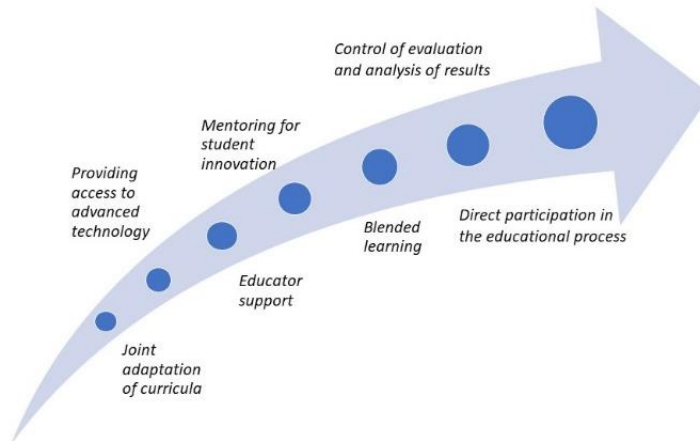 Control of evaluation
and analysis of results
Mentoring for
student
innovation
Providing
access to
advanced
technology
Blended
learning
Direct participation in
the educational process
Educator
support
Joint
adaptation
of curricula